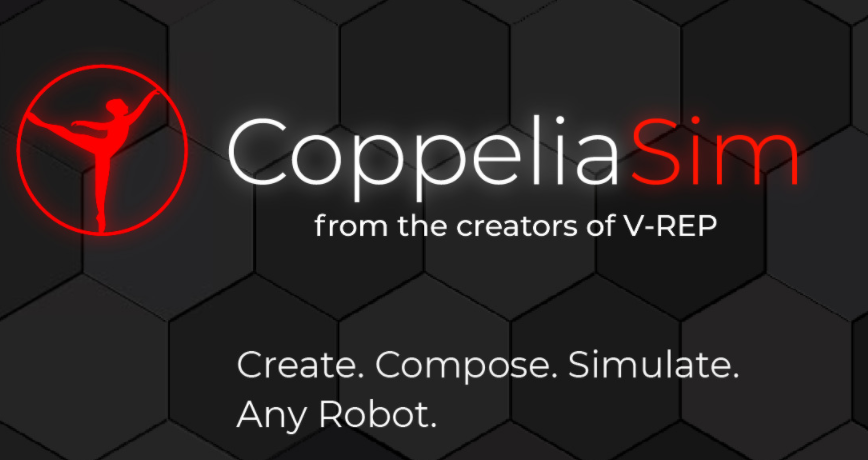 CoppeliaSim
from the creators of V-REP
Create. Compose. Simulate.
Any Robot.